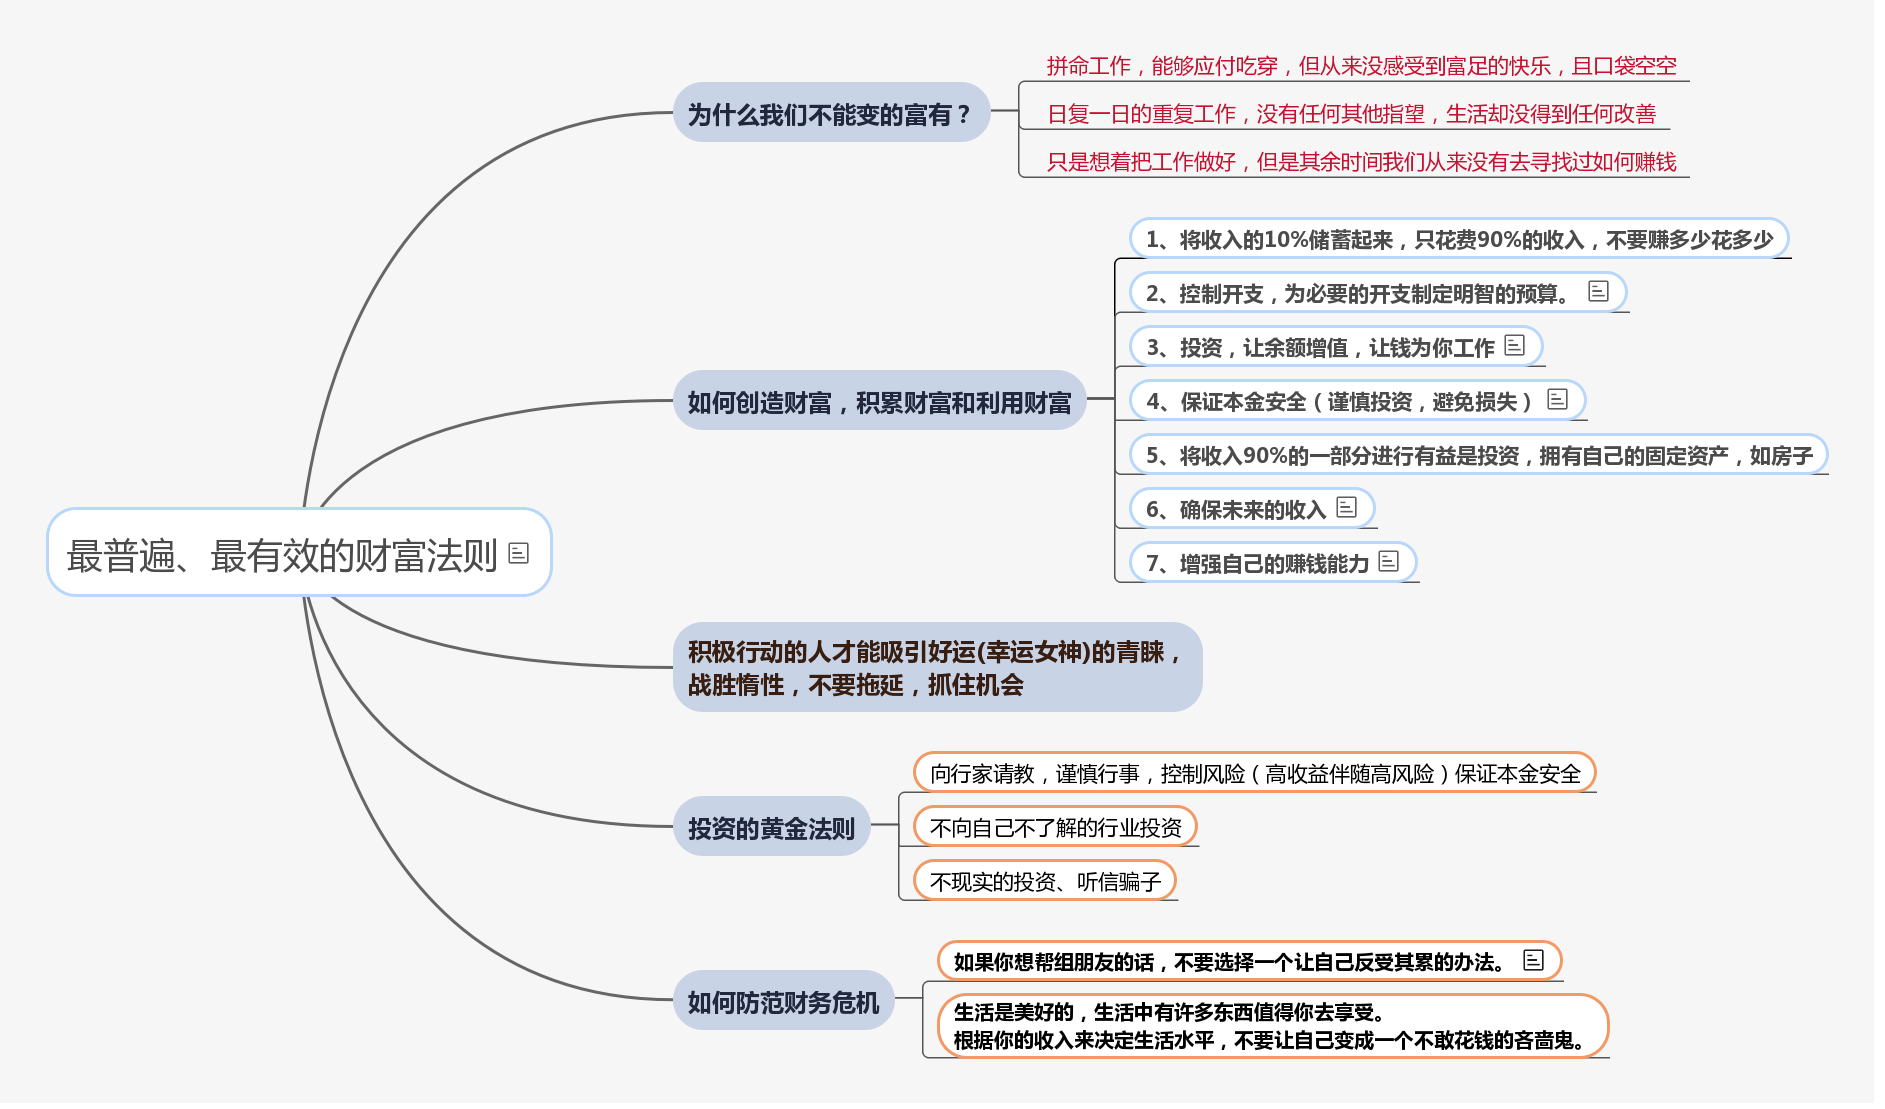 最普遍、最有效的财富法则
为什么我们不能变的富有？
拼命工作，能够应付吃穿，但从来没感受到富足的快乐，且口袋空空
日复一日的重复工作，没有任何其他指望，生活却没得到任何改善
只是想着把工作做好，但是其余时间我们从来没有去寻找过如何赚钱
如何创造财富，积累财富和利用财富
1、将收入的10%储蓄起来，只花费90%的收入，不要赚多少花多少
2、控制开支，为必要的开支制定明智的预算。
3、投资，让余额增值，让钱为你工作
4、保证本金安全（谨慎投资，避免损失）
5、将收入90%的一部分进行有益是投资，拥有自己的固定资产，如房子
6、确保未来的收入
7、增强自己的赚钱能力
积极行动的人才能吸引好运(幸运女神)的青睐，
战胜惰性，不要拖延，抓住机会
投资的黄金法则
向行家请教，谨慎行事，控制风险（高收益伴随高风险）保证本金安全
不向自己不了解的行业投资
不现实的投资、听信骗子
如何防范财务危机
如果你想帮组朋友的话，不要选择一个让自己反受其累的办法。
生活是美好的，生活中有许多东西值得你去享受。
根据你的收入来决定生活水平，不要让自己变成一个不敢花钱的吝啬鬼。